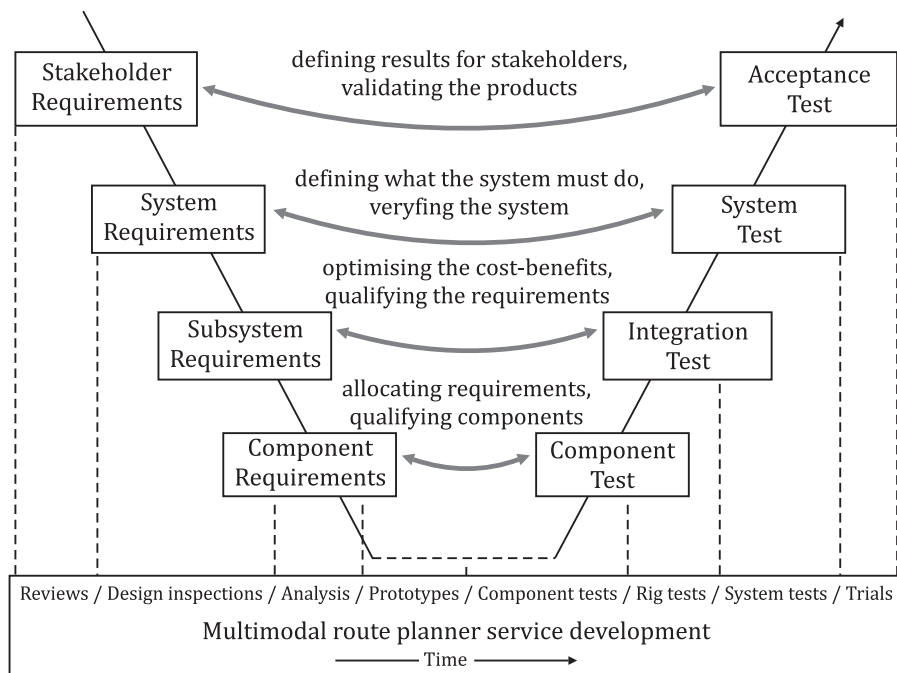 Stakeholder
Requirements
defining results for stakeholders,
validating the products
Acceptance
Test
System
Requirements
defining what the system must do,
veryfing the system
System
Test
optimising the cost-benefits,
qualifying the requirements
Subsystem
Requirements
Integration
Test
allocating requirements,
qualifying components
Component
Requirements
Component
Test
Reviews / Design inspections / Analysis / Prototypes / Component tests / Rig tests / System tests / Trials
Multimodal route planner service development
Time